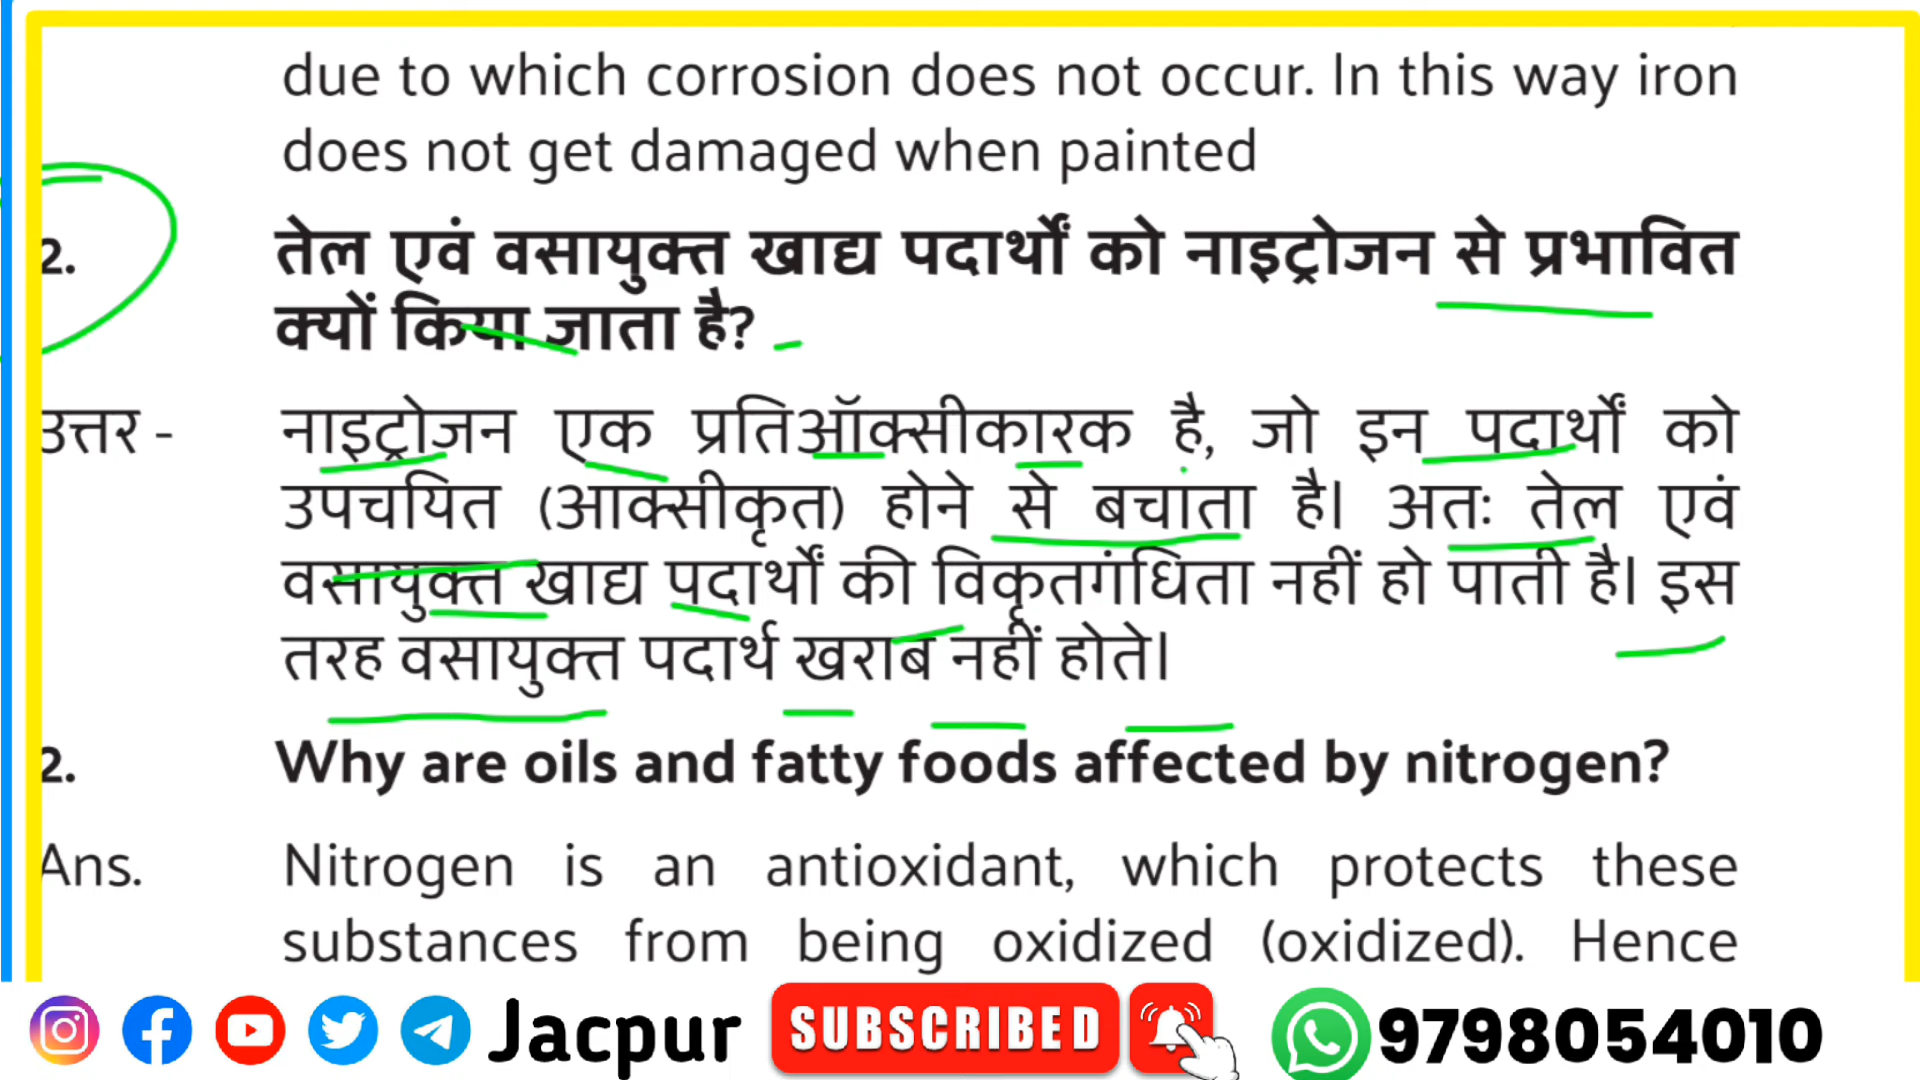 due to which corrosion does not occur. In this way iron
does not get damaged when painted
2. तेल एवं वसायुक्त खाद्य पदार्थों को नाइट्रोजन से प्रभावित
क्यों किया जाता है?
उत्तर - नाइट्रोजन एक प्रतिऑक्सीकारक है, जो इन पदार्थों को
उपचयित (आक्सीकृत) होने से बचाता है। अतः तेल एवं
वसायुक्त खाद्य पदार्थों की विकृतगंधिता नहीं हो पाती है। इस
तरह वसायुक्त पदार्थ खराब नहीं होते।
2. Why are oils and fatty foods affected by nitrogen?
Ans. Nitrogen is an antioxidant, which protects these
substances from being oxidized (oxidized). Hence
Jacpur SUBSCRIBED 9798054010